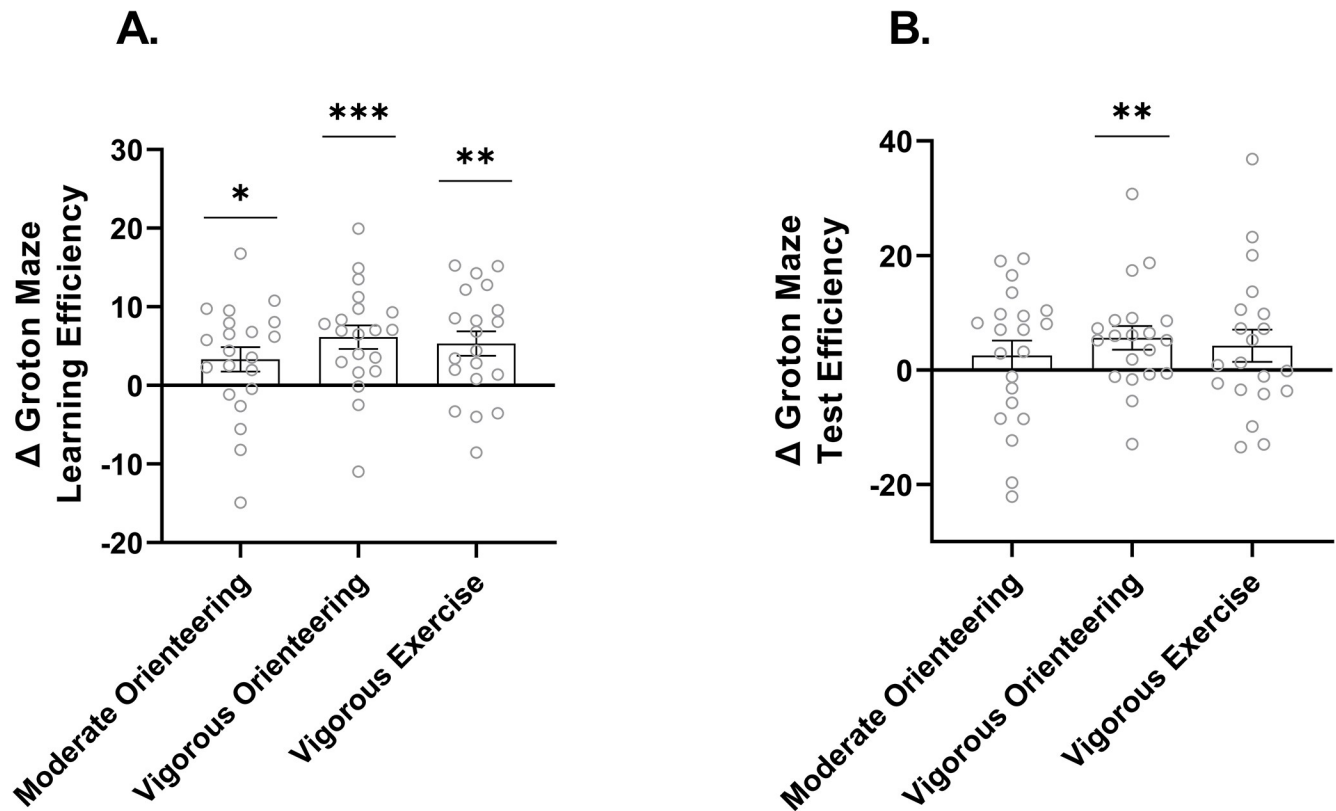 A.
Δ Groton Maze
Learning Efficiency
30
20
10
0
-10
-20
*
***
**
Moderate Orienteering
Vigorous Orienteering
Vigorous Exercise
B.
Δ Groton Maze
Test Efficiency
40
20
0
-20
**
Moderate Orienteering
Vigorous Orienteering
Vigorous Exercise